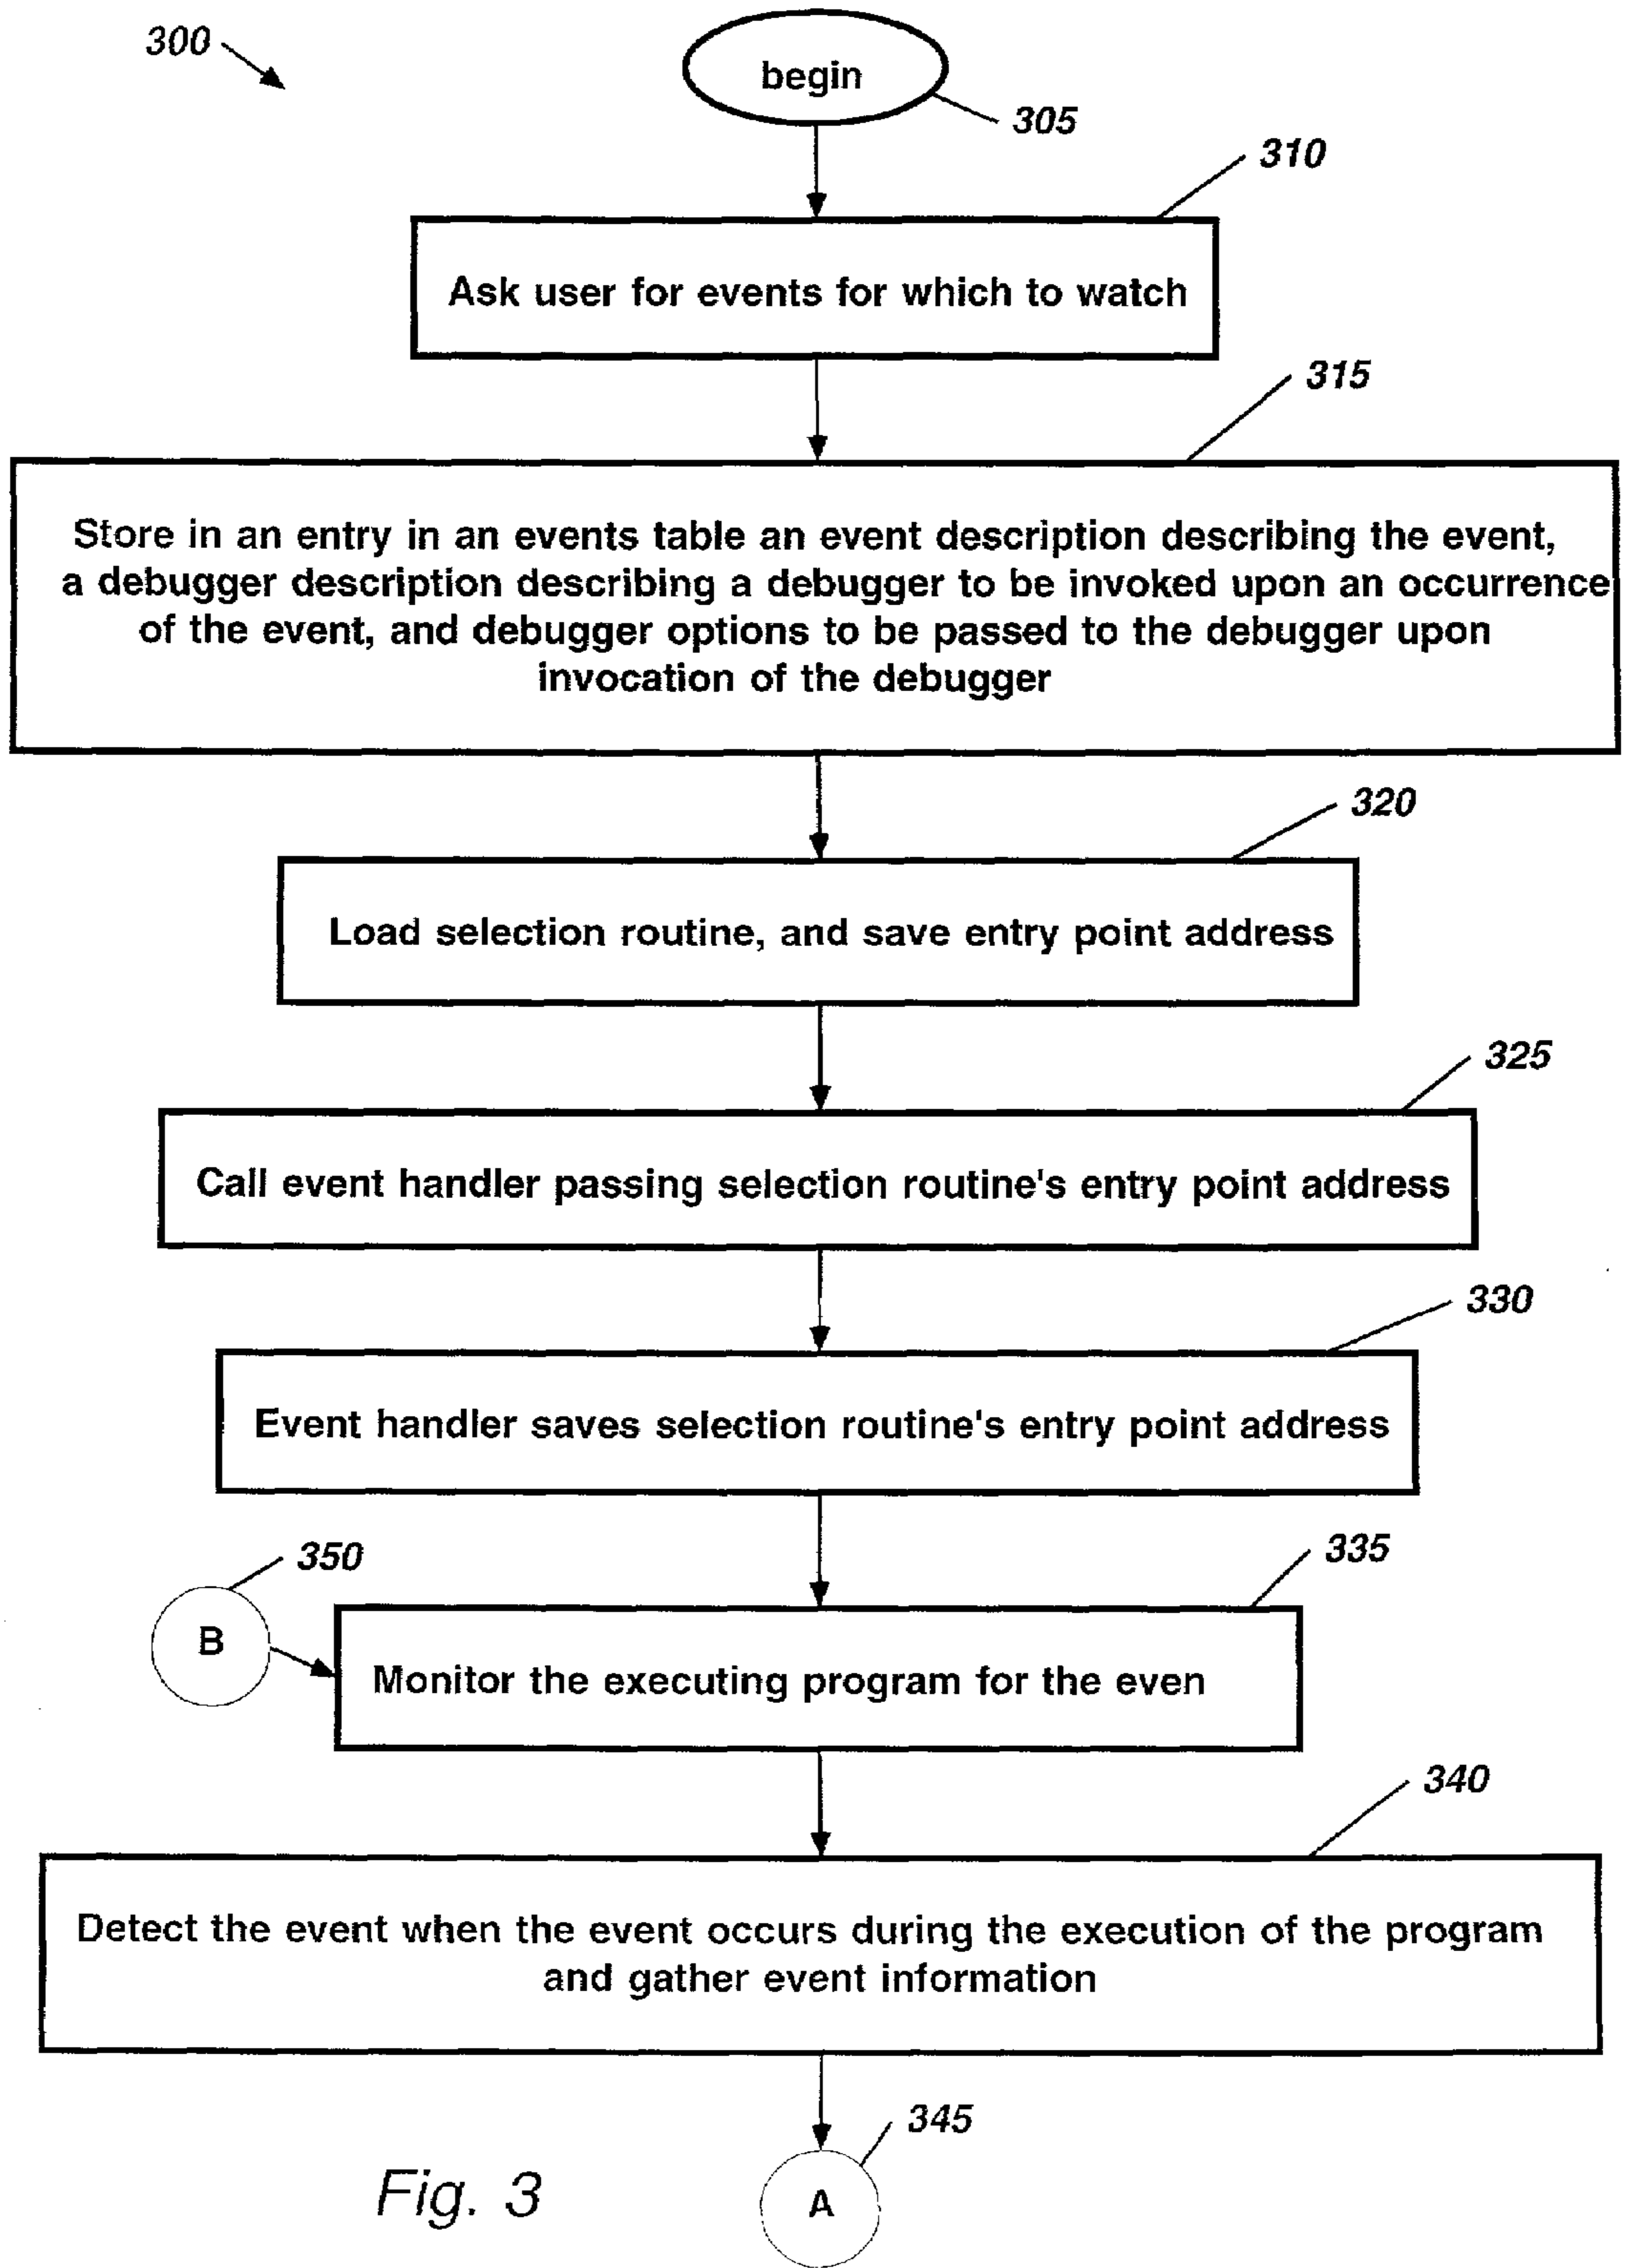 300
begin
305
310
Ask user for events for which to watch
315
Store in an entry in an events table an event description describing the event,
a debugger description describing a debugger to be invoked upon an occurrence
of the event, and debugger options to be passed to the debugger upon
invocation of the debugger
320
Load selection routine, and save entry point address
325
Call event handler passing selection routine's entry point address
330
Event handler saves selection routine's entry point address
350
335
B
Monitor the executing program for the even
340
Detect the event when the event occurs during the execution of the program
and gather event information
345
A
Fig. 3